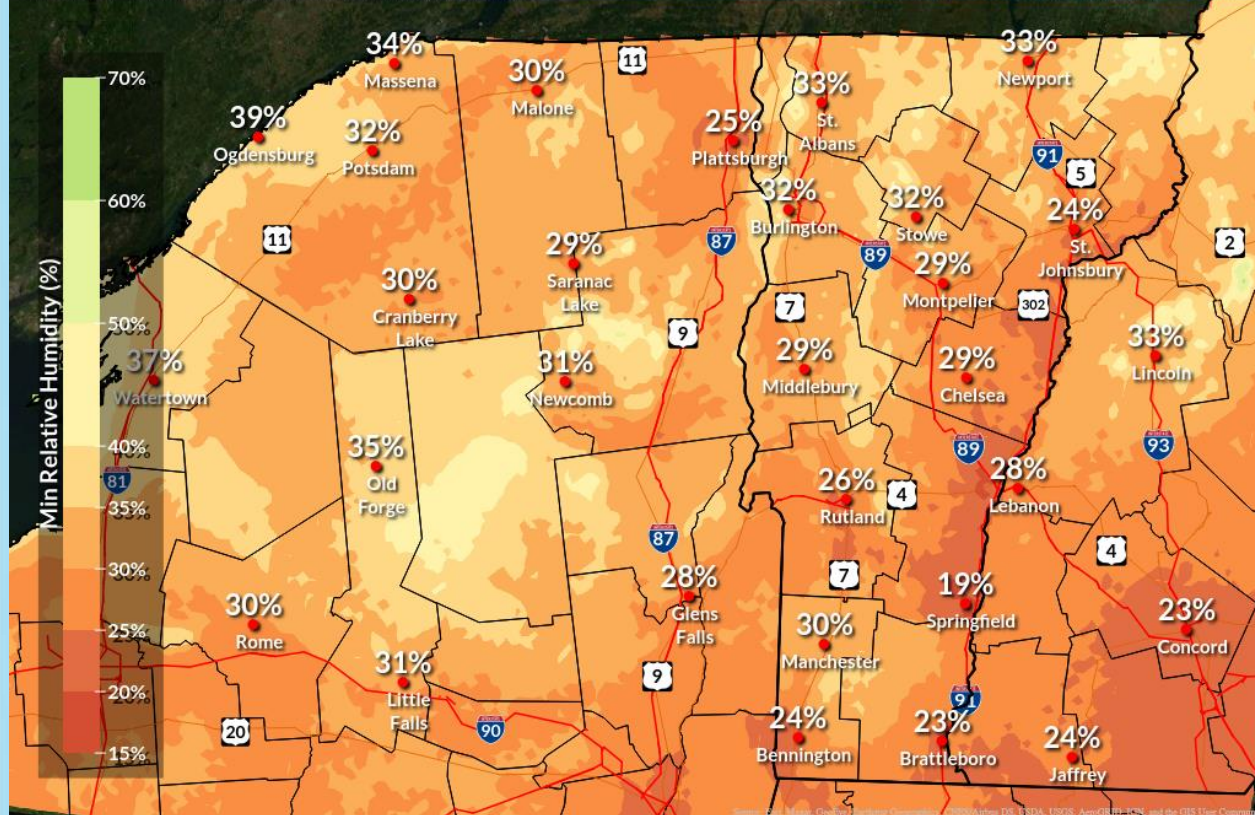 Min Relative Humidity (%)
70%
60%
50%
40%
35%
30%
25%
20%
15%
34%
Massena
30%
Malone
11
33%
Newport
39%
Ogdensburg
32%
Potsdam
25%
Plattsburgh
33%
St.
Albans
91
5
32%
Burlington
32%
Stowe
24%
St.
Johnsbury
11
87
89
2
29%
Saranac
Lake
29%
Montpelier
30%
Cranberry
Lake
7
302
9
37%
Watertown
31%
Newcomb
29%
Middlebury
29%
Chelsea
33%
Lincoln
35%
Old
Forge
89
93
81
26%
Rutland
4
28%
Lebanon
87
4
28%
Glens
Falls
7
19%
Springfield
30%
Rome
30%
Manchester
23%
Concord
31%
Little
Falls
9
91
20
90
24%
Bennington
23%
Brattleboro
24%
Jaffrey